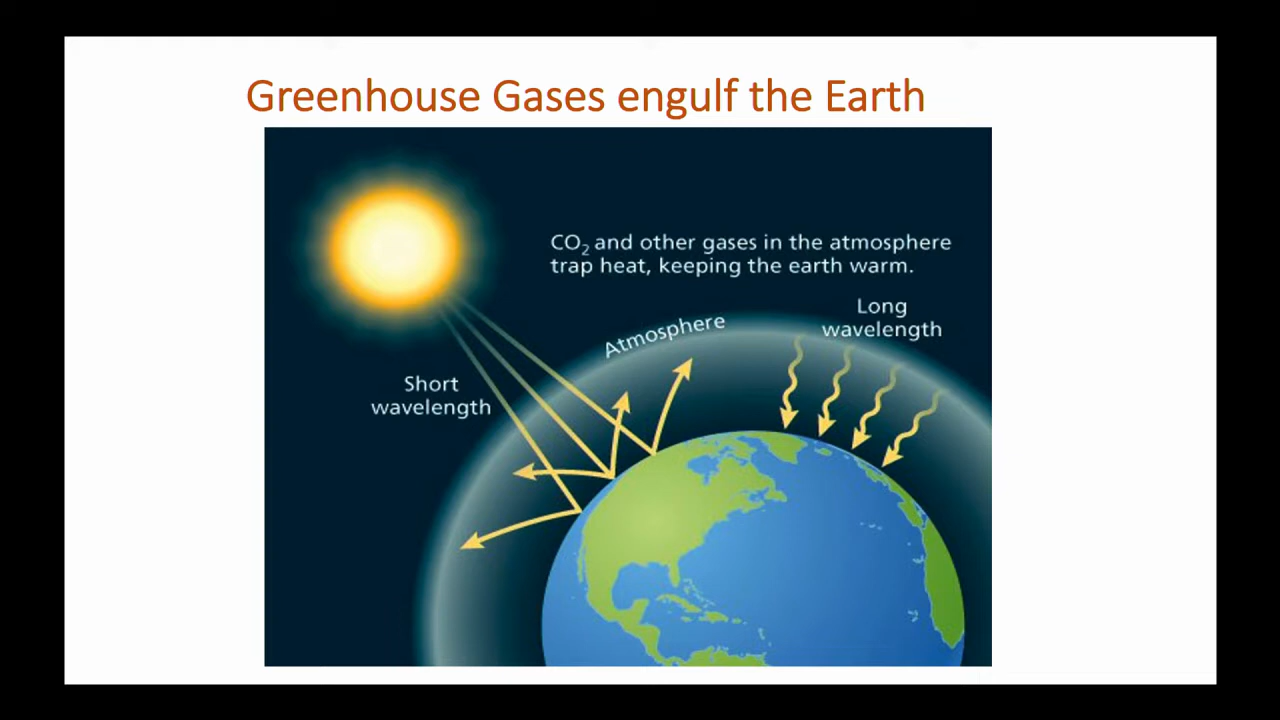 Greenhouse Gases engulf the Earth
CO₂ and other gases in the atmosphere
trap heat, keeping the earth warm.
Long
wavelength
Atmosphere
Short
wavelength